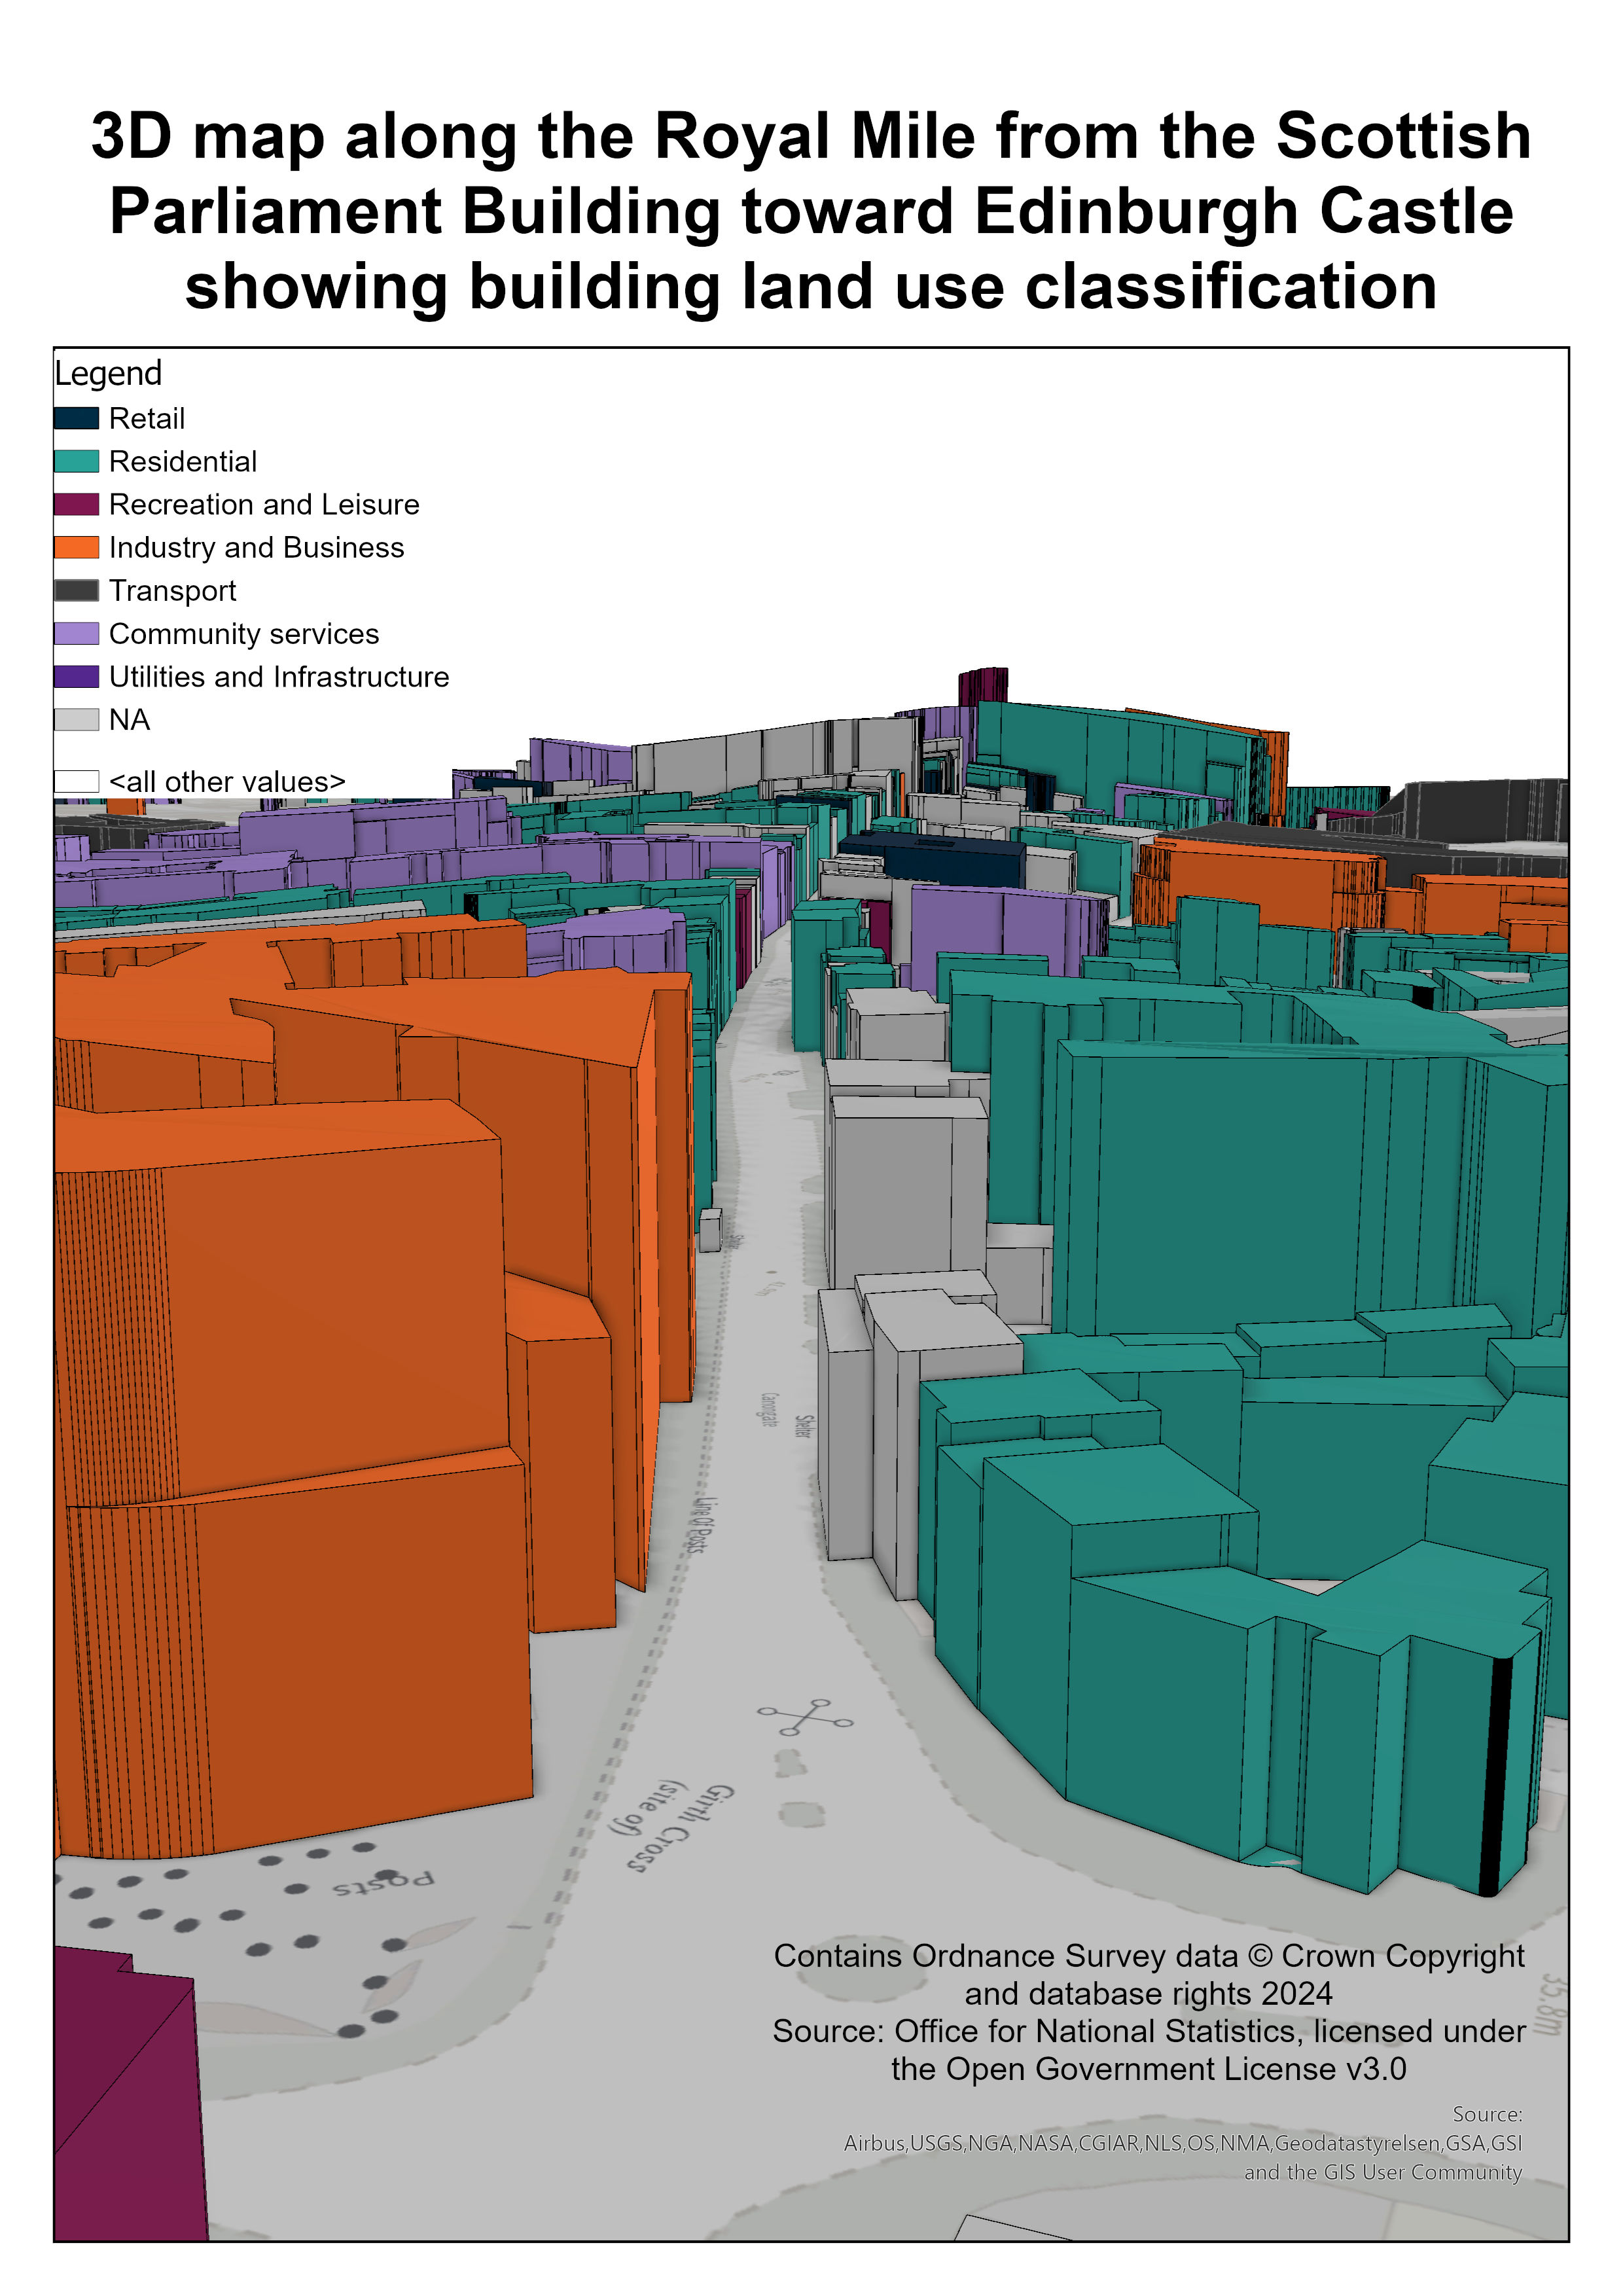 3D map along the Royal Mile from the Scottish
Parliament Building toward Edinburgh Castle
showing building land use classification
Legend
Retail
Residential
Recreation and Leisure
Industry and Business
Transport
Community services
Utilities and Infrastructure
NA
<all other values>
Shelter
Canongate
Shelter
Line Of Posts
Girth Cross
(site of)
Posts
35.8m
Contains Ordnance Survey data © Crown Copyright
and database rights 2024
Source: Office for National Statistics, licensed under
the Open Government License v3.0
Source:
Airbus,USGS,NGA,NASA,CGIAR,NLS,OS,NMA,Geodatastyrelsen,GSA,GSI
and the GIS User Community